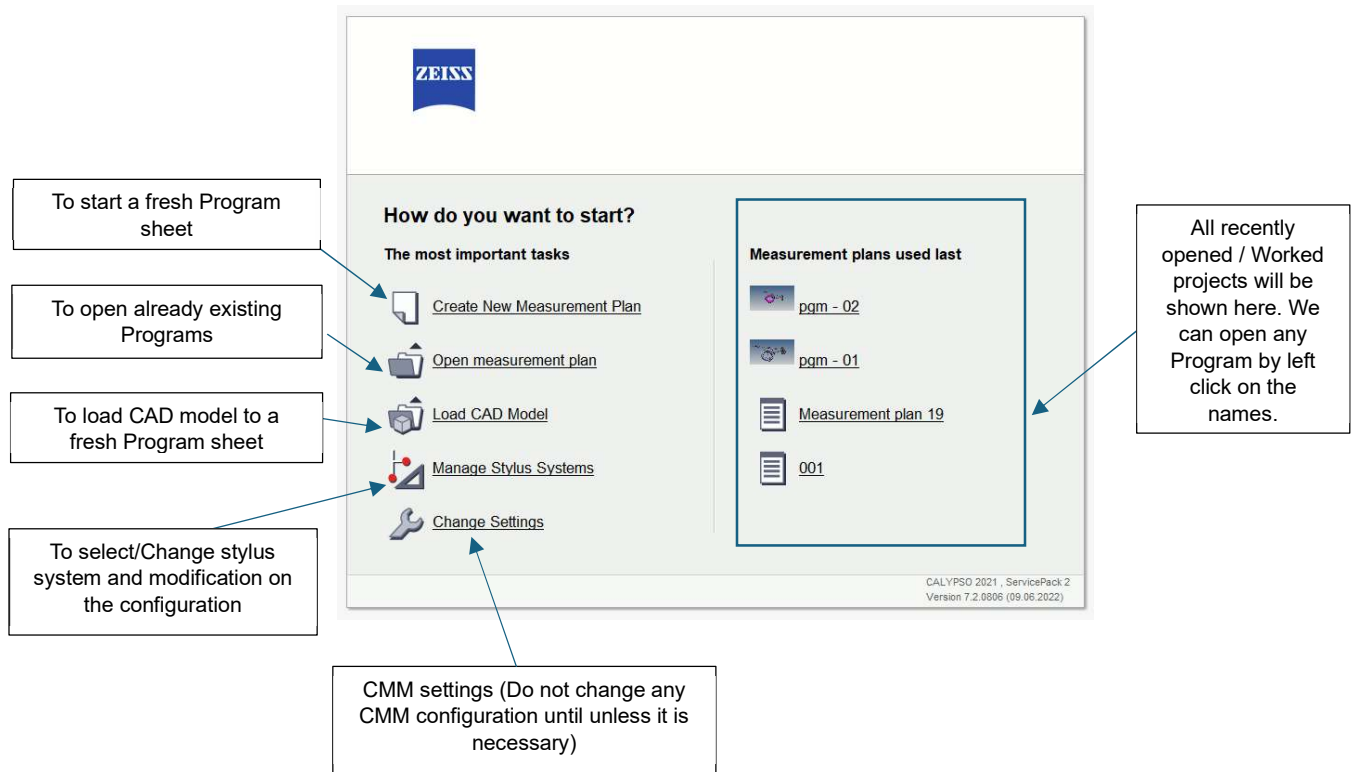 ZEISS
To start a fresh Program
sheet
To open already existing
Programs
To load CAD model to a
fresh Program sheet
To select/Change stylus
system and modification on
the configuration
How do you want to start?
The most important tasks
Create New Measurement Plan
Open measurement plan
Load CAD Model
Manage Stylus Systems
Change Settings
Measurement plans used last
pgm - 02
pgm - 01
Measurement plan 19
001
CALYPSO 2021 , ServicePack 2
Version 7.2.0806 (09.06.2022)
All recently
opened / Worked
projects will be
shown here. We
can open any
Program by left
click on the
names.
CMM settings (Do not change any
CMM configuration until unless it is
necessary)